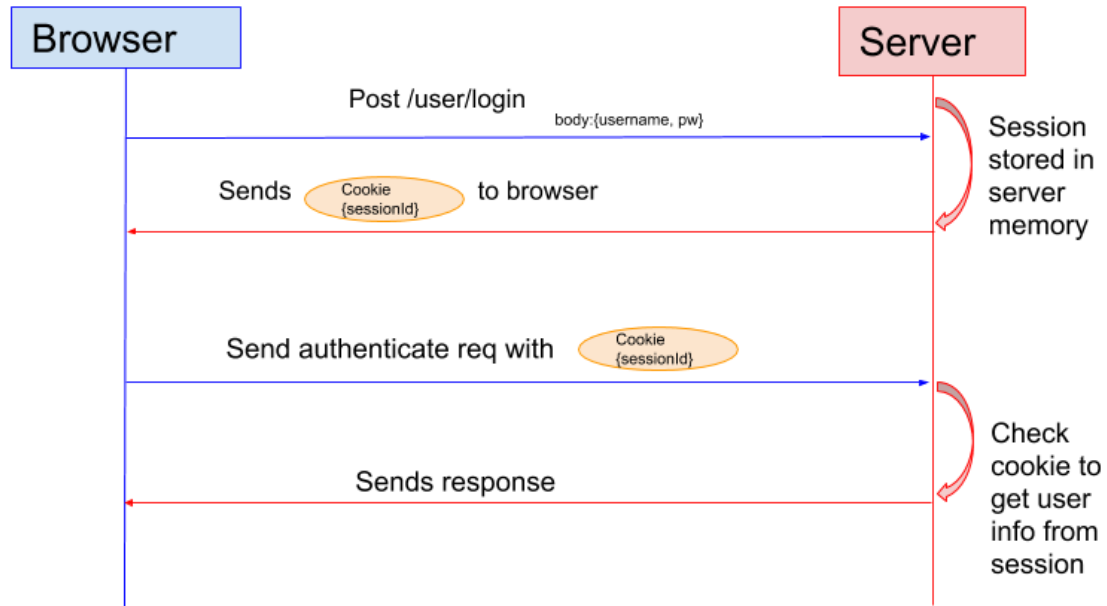 Browser
Server
Post /user/login
body:{username, pw}
Session
stored in
server
memory
Sends
Cookie
{sessionId}
to browser
Send authenticate req with
Cookie
{sessionId}
Check
cookie to
get user
info from
session
Sends response